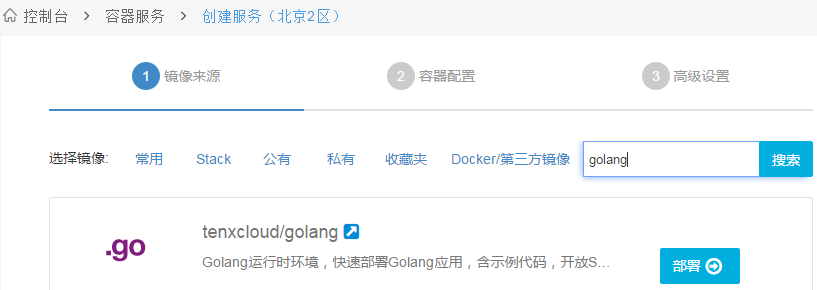 控制台 > 容器服务 > 创建服务（北京2区）
1 镜像来源 2 容器配置 3 高级设置
选择镜像: 常用 Stack 公有 私有 收藏夹 Docker/第三方镜像 golang 搜索
.go
tenxcloud/golang
Golang运行时环境，快速部署Golang应用，含示例代码，开放S...
部署